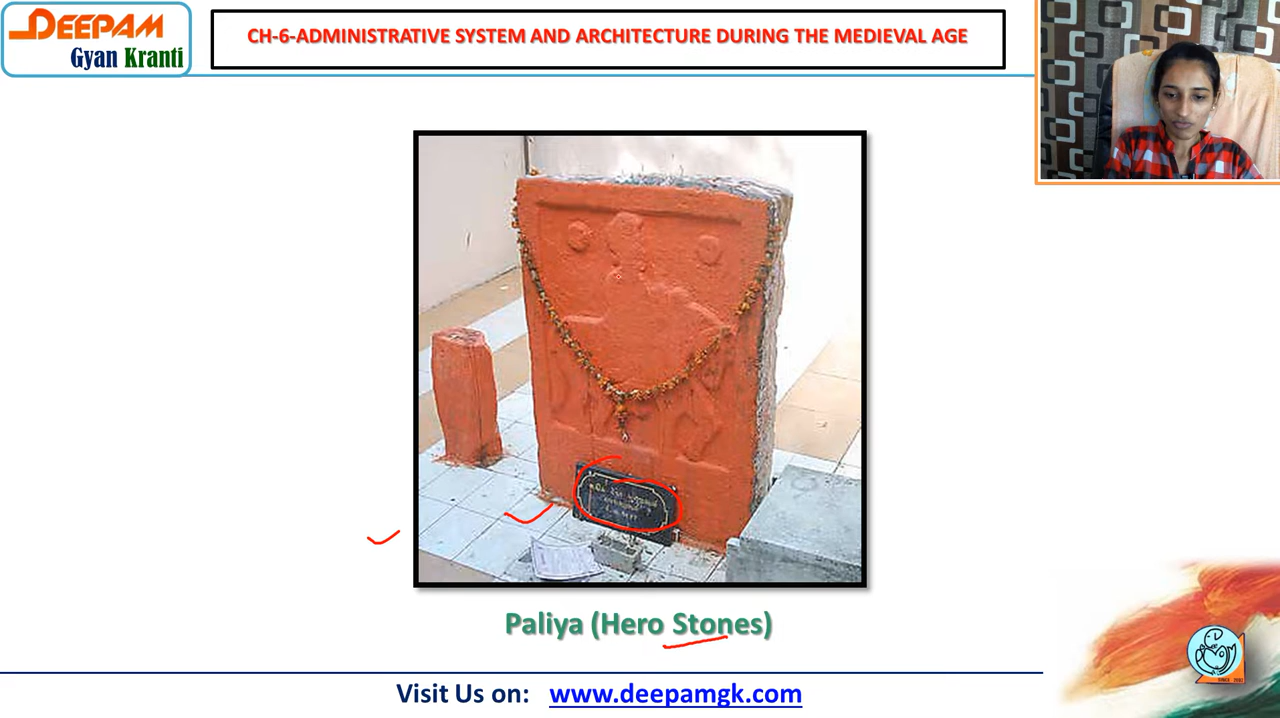 DEEPAM
Gyan Kranti
CH-6-ADMINISTRATIVE SYSTEM AND ARCHITECTURE DURING THE MEDIEVAL AGE
Paliya (Hero Stones)
Visit Us on: www.deepamgk.com